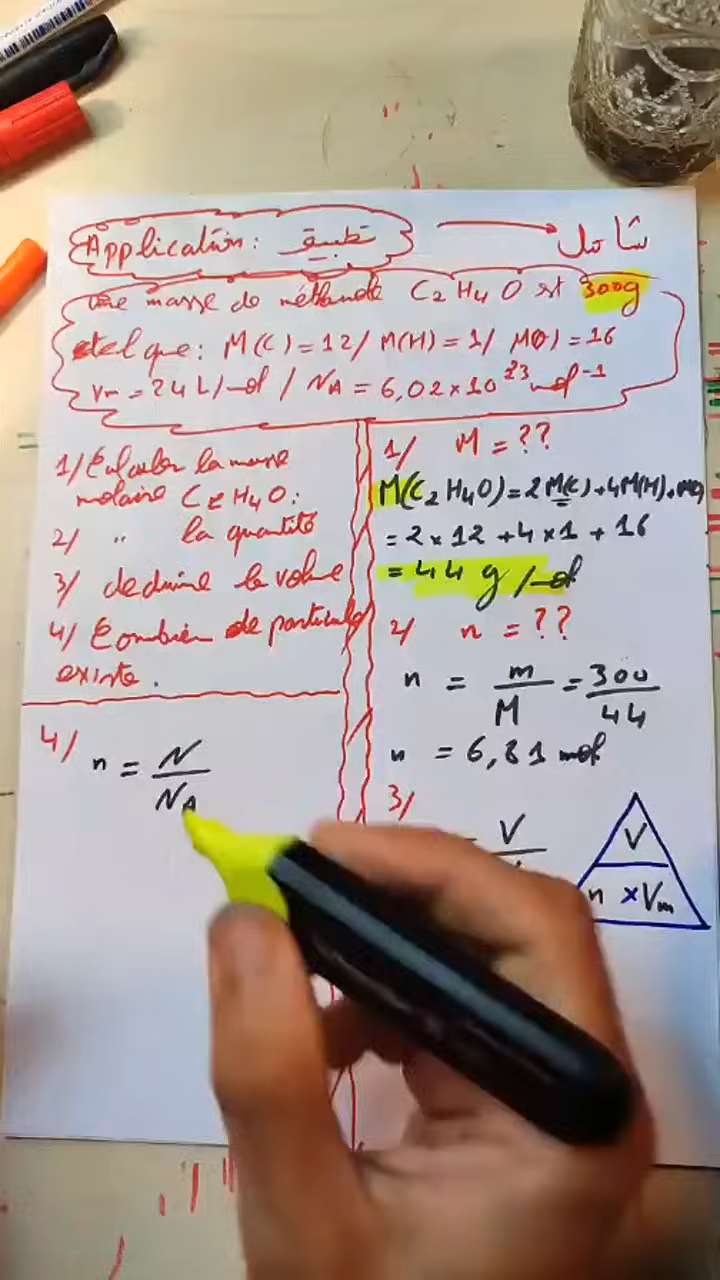 Application: تطبيق شامل
une masse de méthanole C2H4O est 300g
tel que: M(C)=12/ M(H)=1/ M(O)=16
Vm=24L/mol / NA=6,02×10^23 mol^-1
1/ Calculer la masse
molaire C2H4O:
2/ " la quantité
3/ deduire le volume
4/ Combien de particule
existe.
4/ n = N/NA
1/ M=??
M(C2H4O)=2M(C)+4M(H)+M(O)
=2×12+4×1+16
=44 g/mol
2/ n=??
n = m/M = 300/44
n = 6,81 mol
3/
= V
V
n × Vm